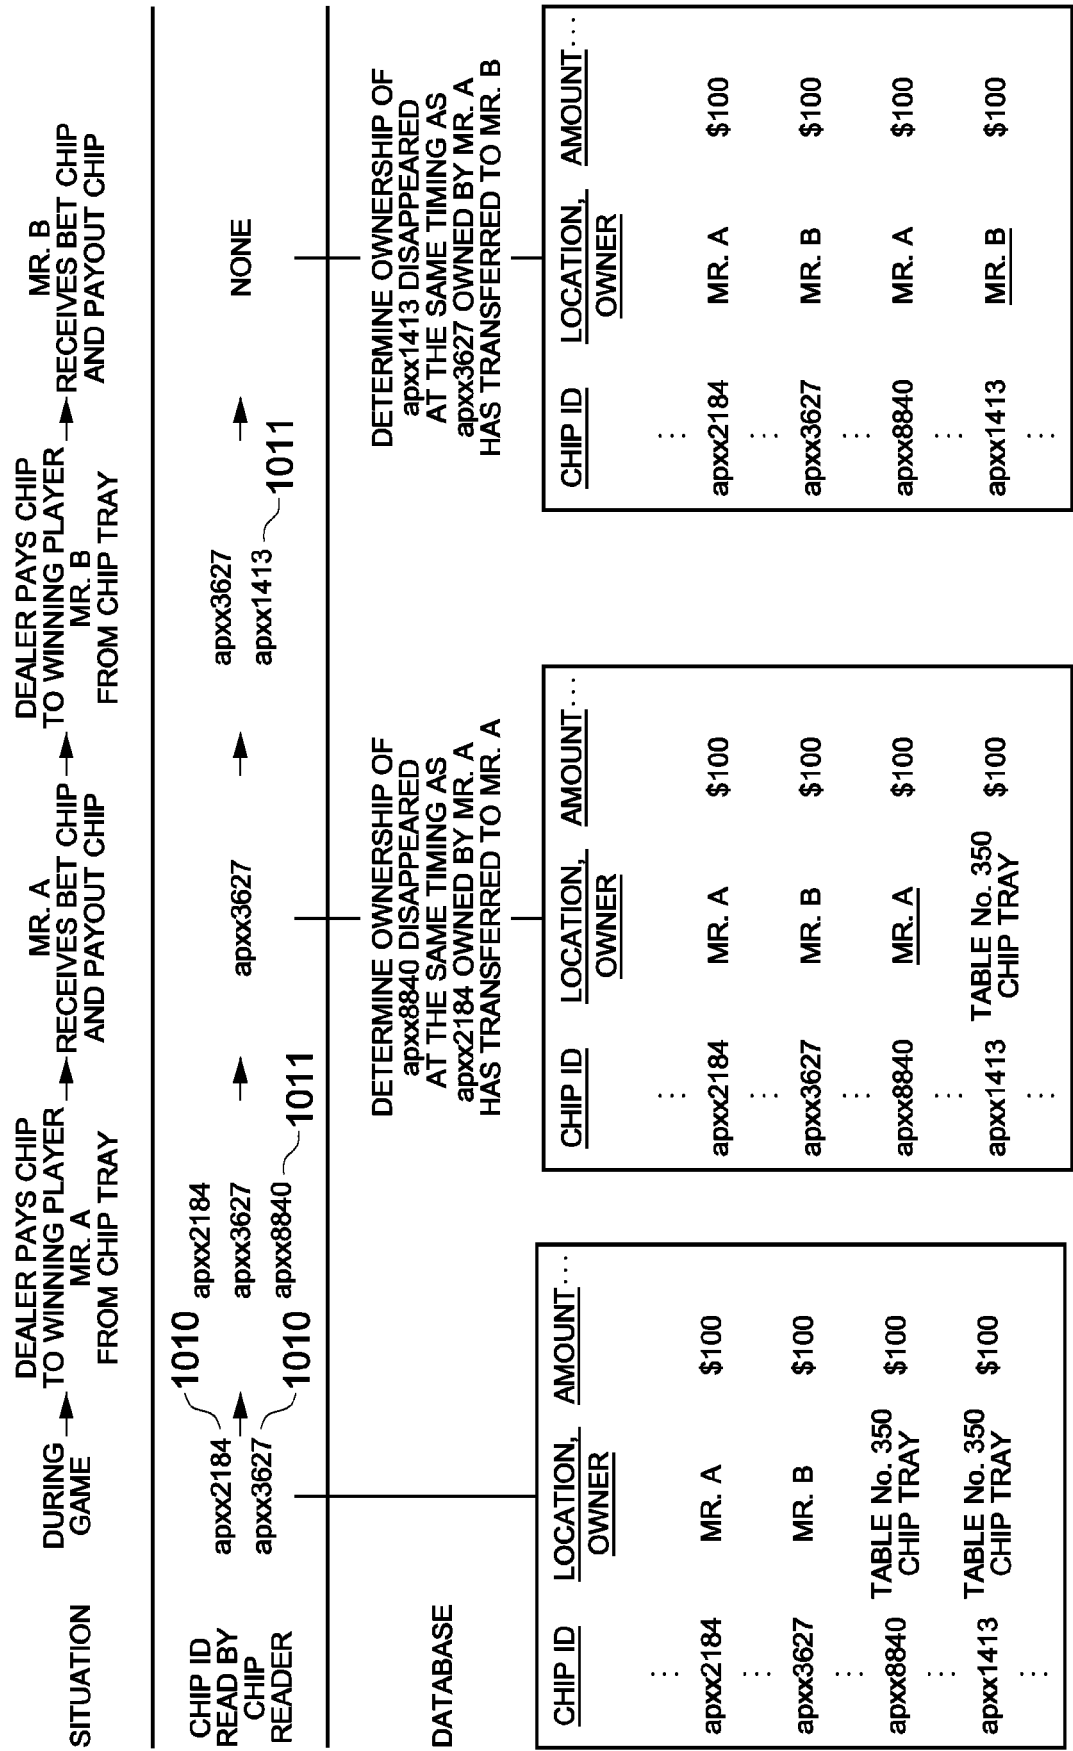 SITUATION
DURING
GAME
DEALER PAYS CHIP
TO WINNING PLAYER
MR. A
FROM CHIP TRAY
MR. A
RECEIVES BET CHIP
AND PAYOUT CHIP
DEALER PAYS CHIP
TO WINNING PLAYER
MR. B
FROM CHIP TRAY
MR. B
RECEIVES BET CHIP
AND PAYOUT CHIP
CHIP ID
READ BY
CHIP
READER
1010
apxx2184
apxx3627
1010
apxx2184
apxx3627
apxx8840
1011
apxx3627
apxx3627
apxx1413
1011
NONE
DATABASE
CHIP ID LOCATION, OWNER AMOUNT...
... 
apxx2184 MR. A $100
...
apxx3627 MR. B $100
...
apxx8840 TABLE No. 350 CHIP TRAY $100
...
apxx1413 TABLE No. 350 CHIP TRAY $100
...
DETERMINE OWNERSHIP OF
apxx8840 DISAPPEARED
AT THE SAME TIMING AS
apxx2184 OWNED BY MR. A
HAS TRANSFERRED TO MR. A
CHIP ID LOCATION, OWNER AMOUNT...
...
apxx2184 MR. A $100
...
apxx3627 MR. B $100
...
apxx8840 MR. A $100
...
apxx1413 TABLE No. 350 CHIP TRAY $100
...
DETERMINE OWNERSHIP OF
apxx1413 DISAPPEARED
AT THE SAME TIMING AS
apxx3627 OWNED BY MR. A
HAS TRANSFERRED TO MR. B
CHIP ID LOCATION, OWNER AMOUNT...
...
apxx2184 MR. A $100
...
apxx3627 MR. B $100
...
apxx8840 MR. A $100
...
apxx1413 MR. B $100
...